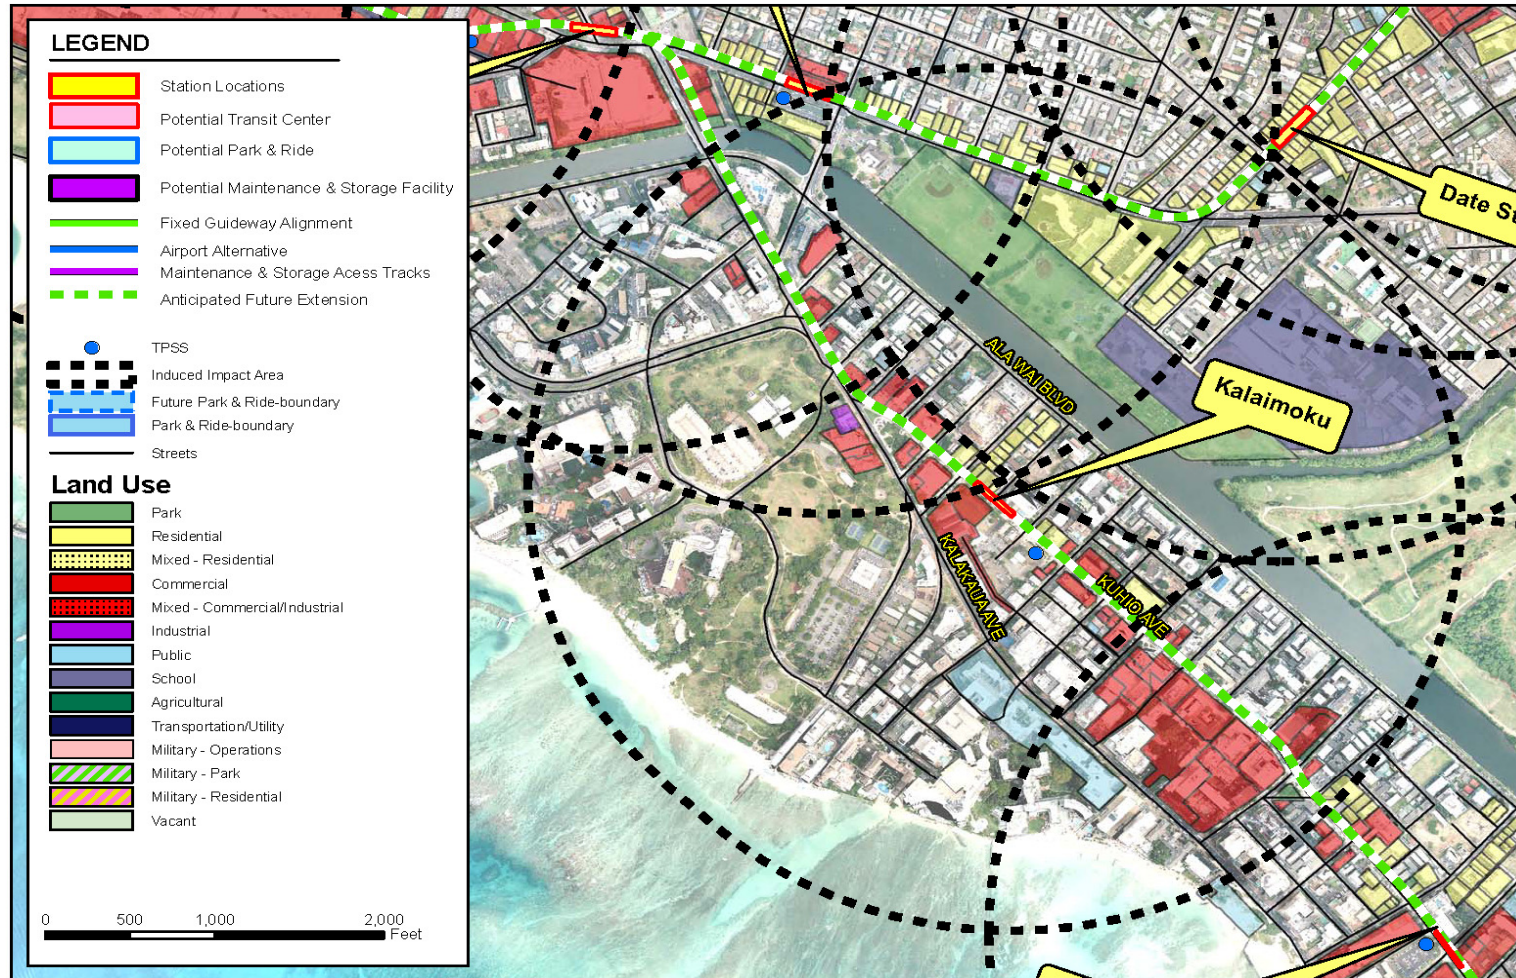 LEGEND
Station Locations
Potential Transit Center
Potential Park & Ride
Potential Maintenance & Storage Facility
Fixed Guideway Alignment
Airport Alternative
Maintenance & Storage Acess Tracks
Anticipated Future Extension
TPSS
Induced Impact Area
Future Park & Ride-boundary
Park & Ride-boundary
Streets
Land Use
Park
Residential
Mixed - Residential
Commercial
Mixed - Commercial/Industrial
Industrial
Public
School
Agricultural
Transportation/Utility
Military - Operations
Military - Park
Military - Residential
Vacant
0 500 1,000 2,000
Feet
Date St
ALA WAI BLVD
Kalaimoku
KALAKAUA AVE
KUHIO AVE